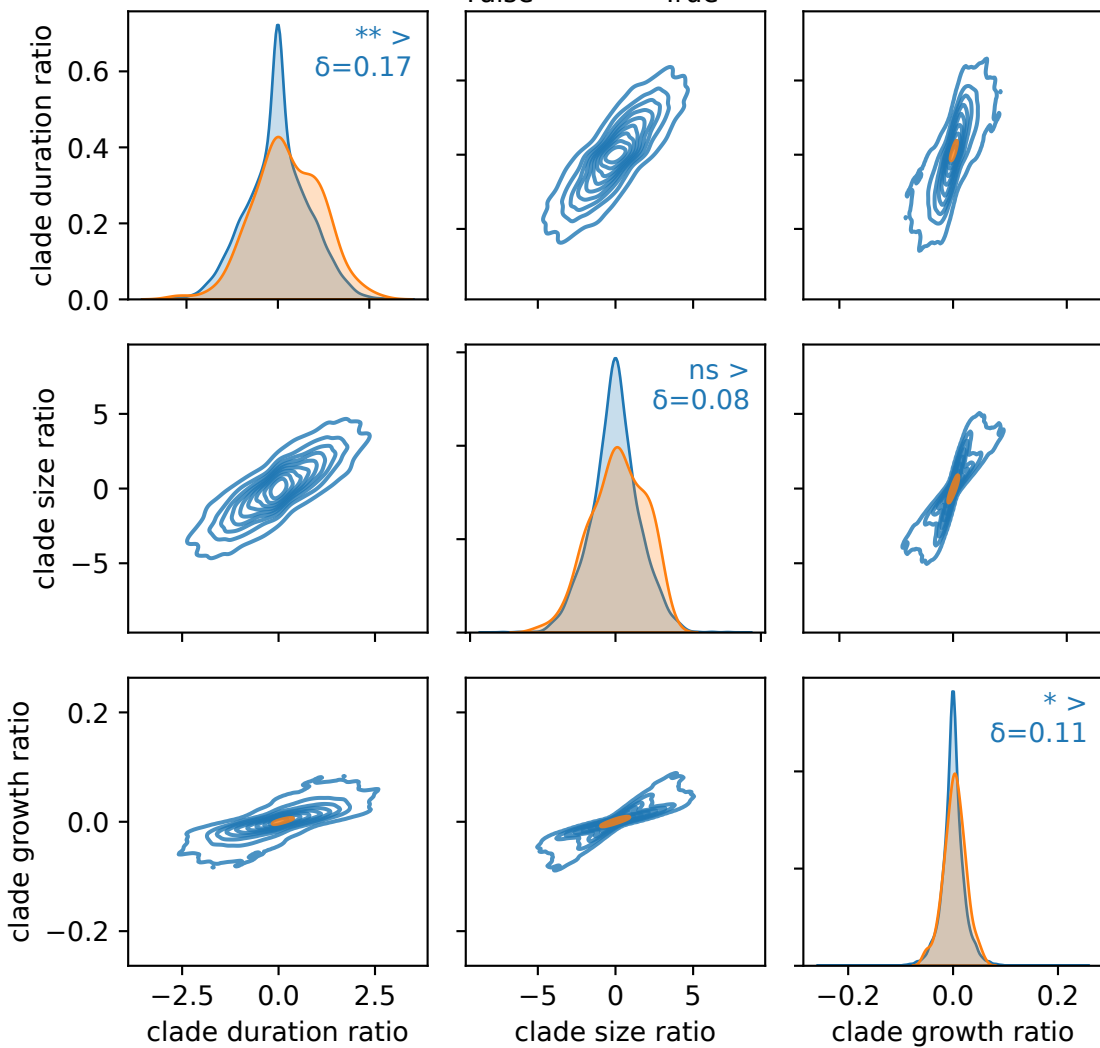 clade duration ratio
0.6
0.4
0.2
0.0
** >
δ=0.17
clade size ratio
5
0
−5
ns >
δ=0.08
clade growth ratio
0.2
0.0
−0.2
* >
δ=0.11
−2.5 0.0 2.5
−5 0 5
−0.2 0.0 0.2
clade duration ratio
clade size ratio
clade growth ratio